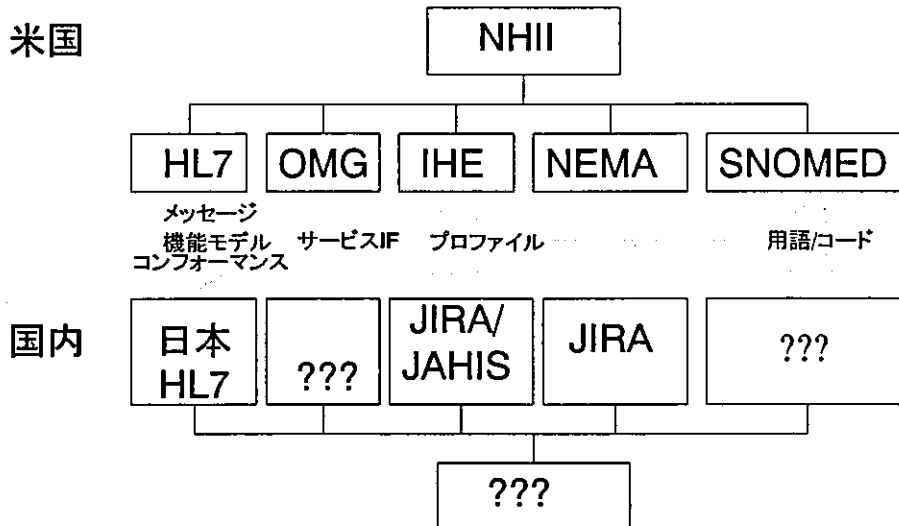 米国
NHII
HL7
OMG
IHE
NEMA
SNOMED
メッセージ
機能モデル
コンフォーマンス
サービスIF
プロファイル
用語/コード
国内
日本
HL7
???
JIRA/
JAHIS
JIRA
???
???